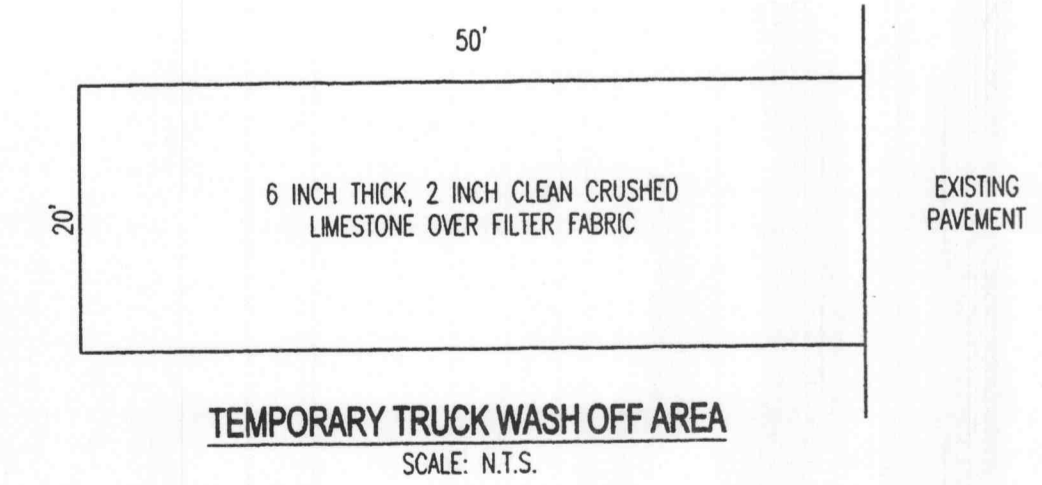 50'
20'
6 INCH THICK, 2 INCH CLEAN CRUSHED
LIMESTONE OVER FILTER FABRIC
EXISTING
PAVEMENT
TEMPORARY TRUCK WASH OFF AREA
SCALE: N.T.S.